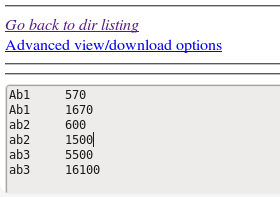 Go back to dir listing
Advanced view/download options
Ab1 570
Ab1 1670
ab2 600
ab2 1500
ab3 5500
ab3 16100